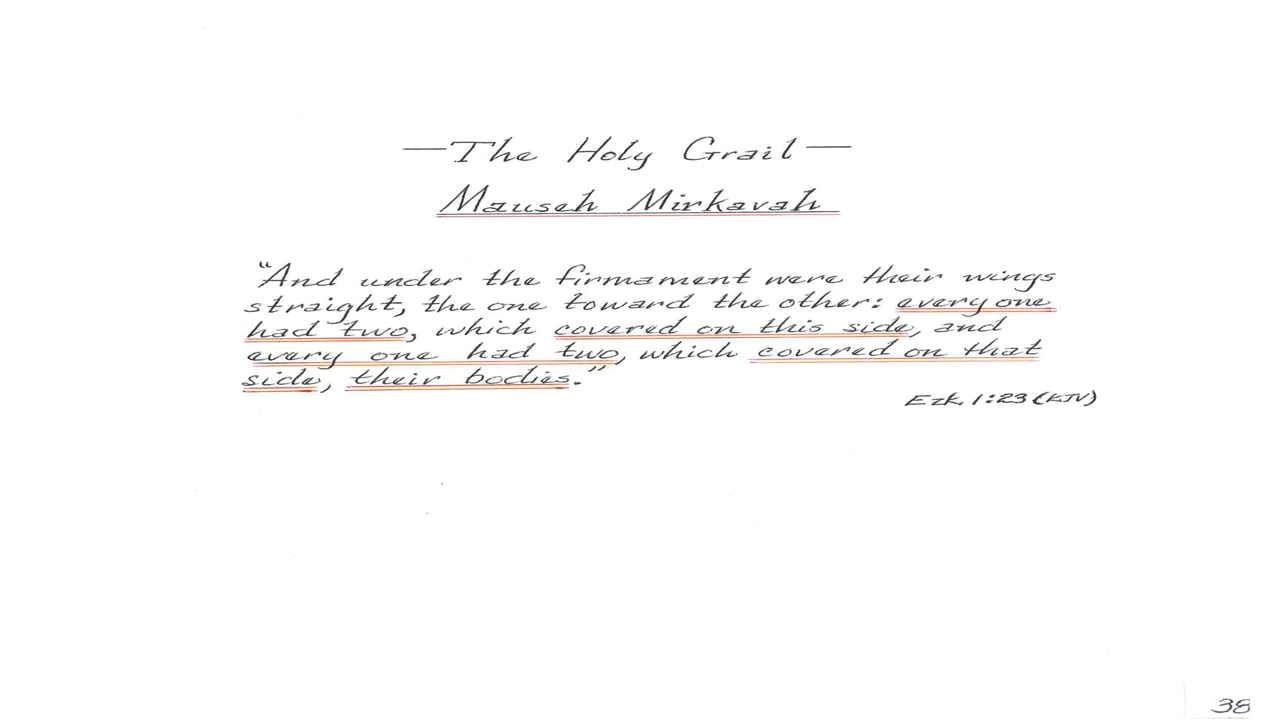 —The Holy Grail—
Mauseh Mirkavah
“And under the firmament were their wings
straight, the one toward the other: every one
had two, which covered on this side, and
every one had two, which covered on that
side, their bodies.”
Ezk. 1:23 (KJV)
38